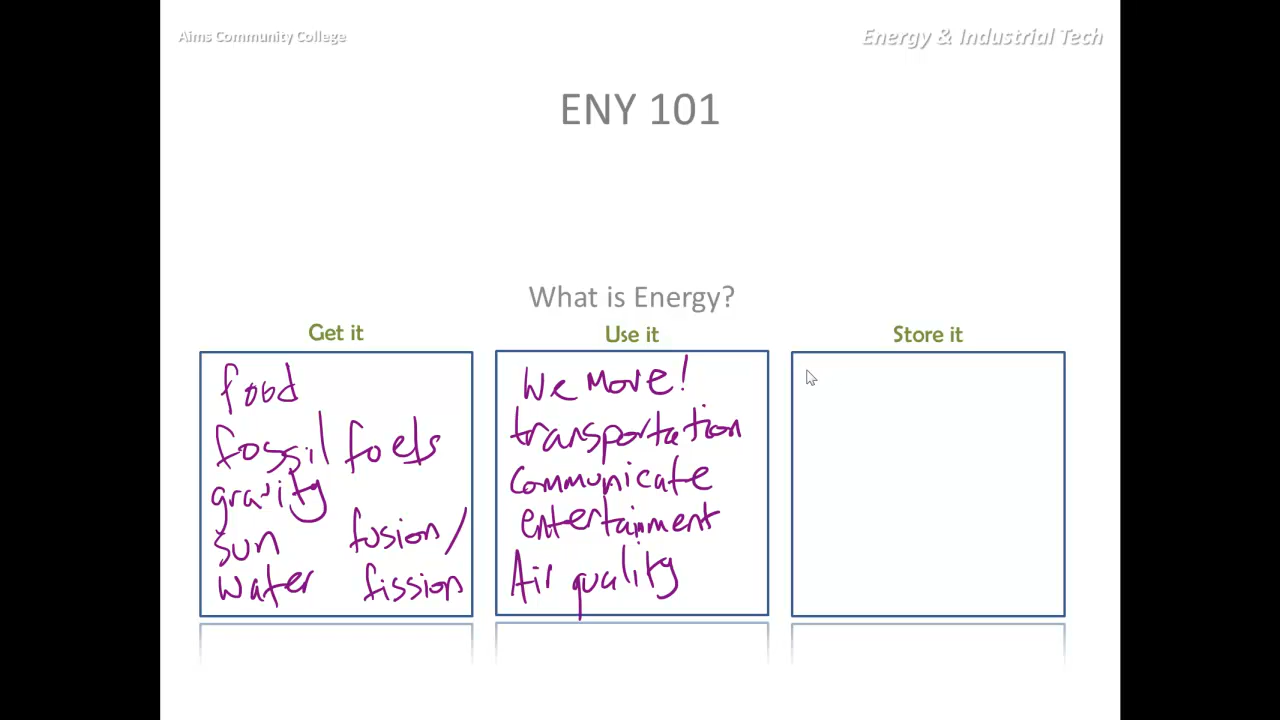 Aims Community College
Energy & Industrial Tech
ENY 101
What is Energy?
Get it
food
fossil foels
gravity
sun fusion/
water fission
Use it
We move!
transportation
communicate
entertainment
Air quality
Store it